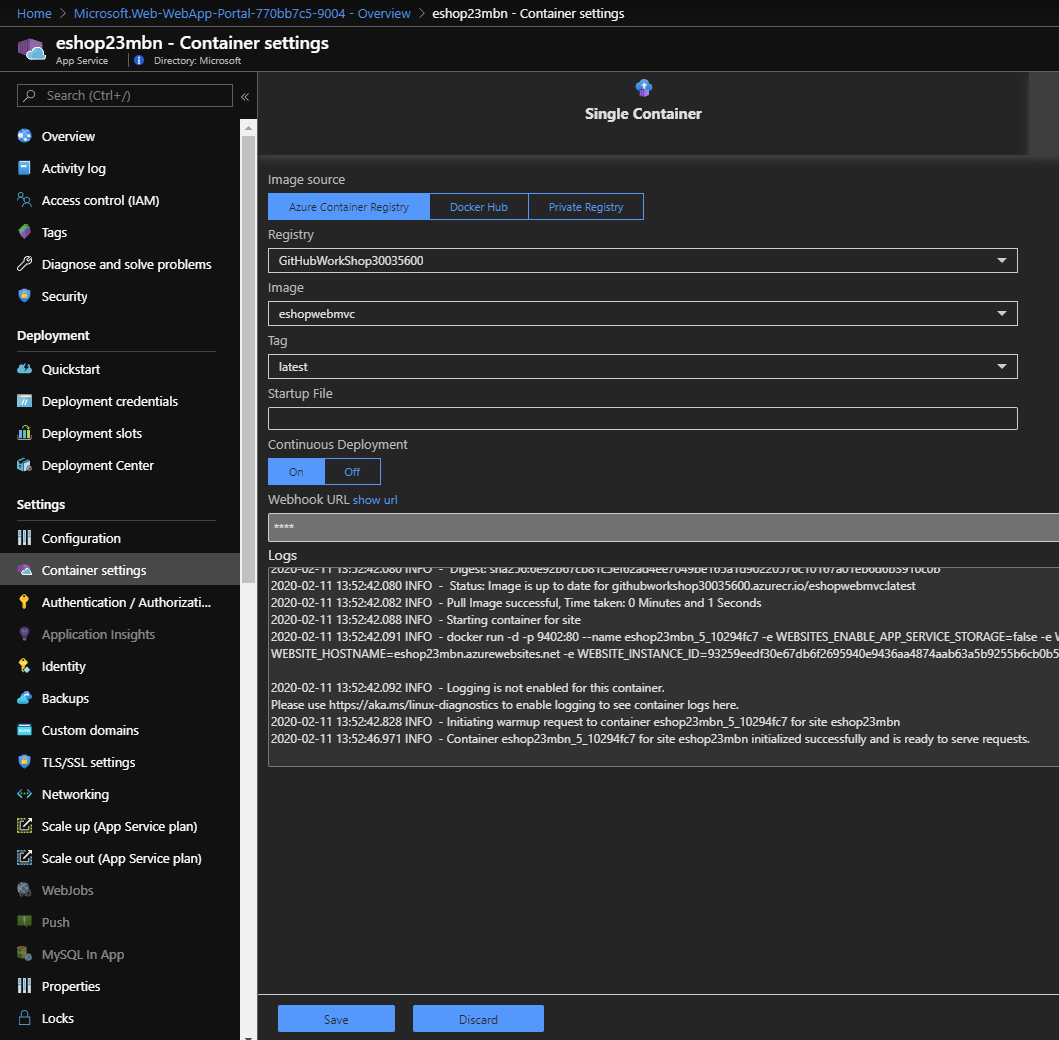 Home > Microsoft.Web-WebApp-Portal-770bb7c5-9004 - Overview > eshop23mbn - Container settings
eshop23mbn - Container settings
App Service
Directory: Microsoft
Search (Ctrl+/)
Overview
Activity log
Access control (IAM)
Tags
Diagnose and solve problems
Security
Deployment
Quickstart
Deployment credentials
Deployment slots
Deployment Center
Settings
Configuration
Container settings
Authentication / Authorizati...
Application Insights
Identity
Backups
Custom domains
TLS/SSL settings
Networking
Scale up (App Service plan)
Scale out (App Service plan)
WebJobs
Push
MySQL In App
Properties
Locks
Single Container
Image source
Azure Container Registry Docker Hub Private Registry
Registry
GitHubWorkShop30035600
Image
eshopwebmvc
Tag
latest
Startup File
Continuous Deployment
On Off
Webhook URL show url
****
Logs
2020-02-11 13:52:42.080 INFO - Digest:
2020-02-11 13:52:42.080 INFO - Status: Image is up to date for githubworkshop30035600.azurecr.io/eshopwebmvc:latest
2020-02-11 13:52:42.082 INFO - Pull Image successful, Time taken: 0 Minutes and 1 Seconds
2020-02-11 13:52:42.088 INFO - Starting container for site
2020-02-11 13:52:42.091 INFO - docker run -d -p 9402:80 --name eshop23mbn_5_10294fc7 -e WEBSITES_ENABLE_APP_SERVICE_STORAGE=false -e W
WEBSITE_HOSTNAME=eshop23mbn.azurewebsites.net -e WEBSITE_INSTANCE_ID=93259eedf30e67db6f2695940e9436aa4874aab63a5b9255b6cb0b5
2020-02-11 13:52:42.092 INFO - Logging is not enabled for this container.
Please use https://aka.ms/linux-diagnostics to enable logging to see container logs here.
2020-02-11 13:52:42.828 INFO - Initiating warmup request to container eshop23mbn_5_10294fc7 for site eshop23mbn
2020-02-11 13:52:46.971 INFO - Container eshop23mbn_5_10294fc7 for site eshop23mbn initialized successfully and is ready to serve requests.
Save Discard